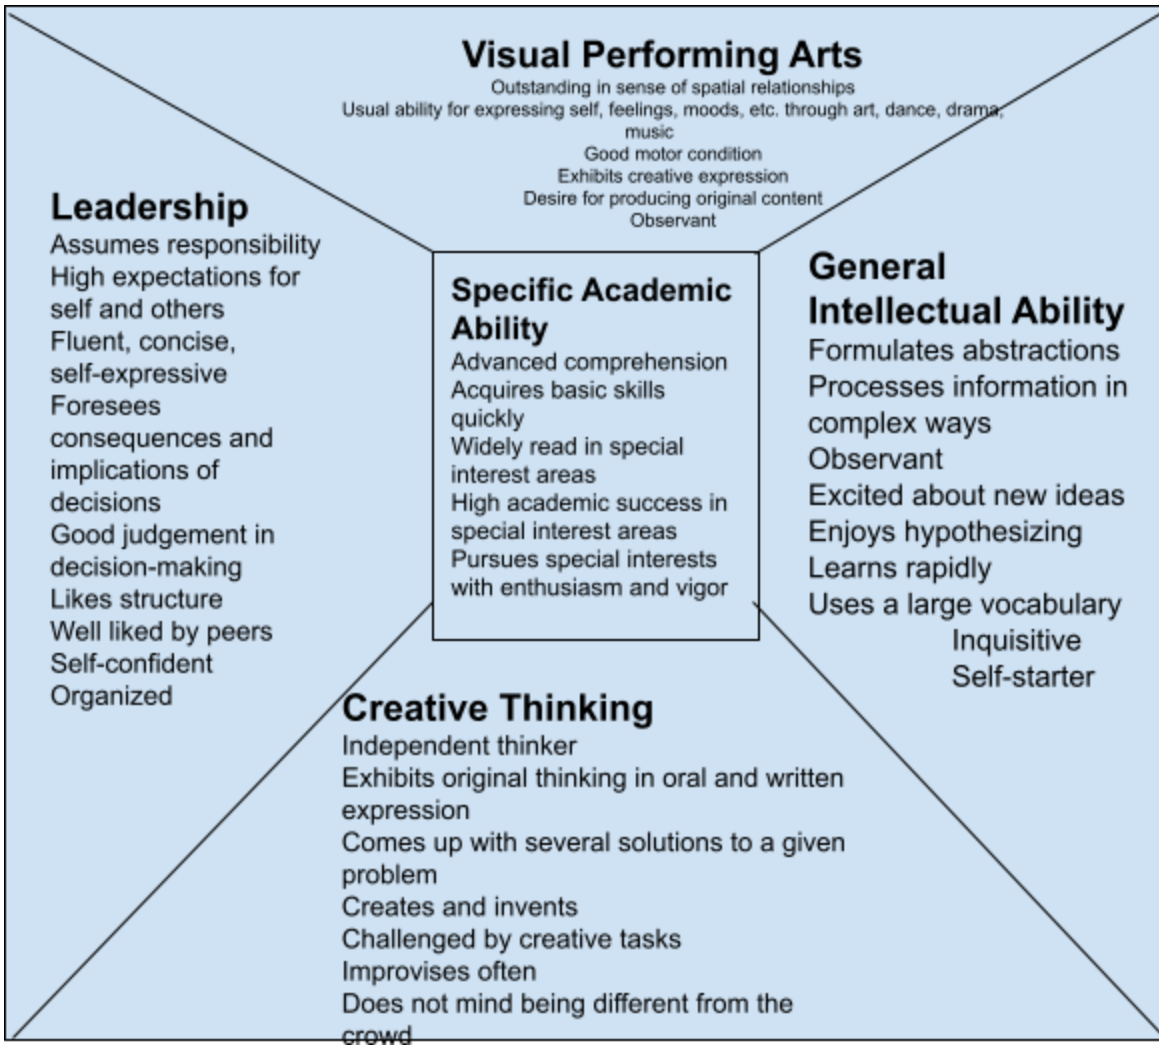 Visual Performing Arts
Outstanding in sense of spatial relationships
Usual ability for expressing self, feelings, moods, etc. through art, dance, drama,
music
Good motor condition
Exhibits creative expression
Desire for producing original content
Observant
Leadership
Assumes responsibility
High expectations for
self and others
Fluent, concise,
self-expressive
Foresees
consequences and
implications of
decisions
Good judgement in
decision-making
Likes structure
Well liked by peers
Self-confident
Organized
Specific Academic
Ability
Advanced comprehension
Acquires basic skills
quickly
Widely read in special
interest areas
High academic success in
special interest areas
Pursues special interests
with enthusiasm and vigor
General
Intellectual Ability
Formulates abstractions
Processes information in
complex ways
Observant
Excited about new ideas
Enjoys hypothesizing
Learns rapidly
Uses a large vocabulary
Inquisitive
Self-starter
Creative Thinking
Independent thinker
Exhibits original thinking in oral and written
expression
Comes up with several solutions to a given
problem
Creates and invents
Challenged by creative tasks
Improvises often
Does not mind being different from the
crowd